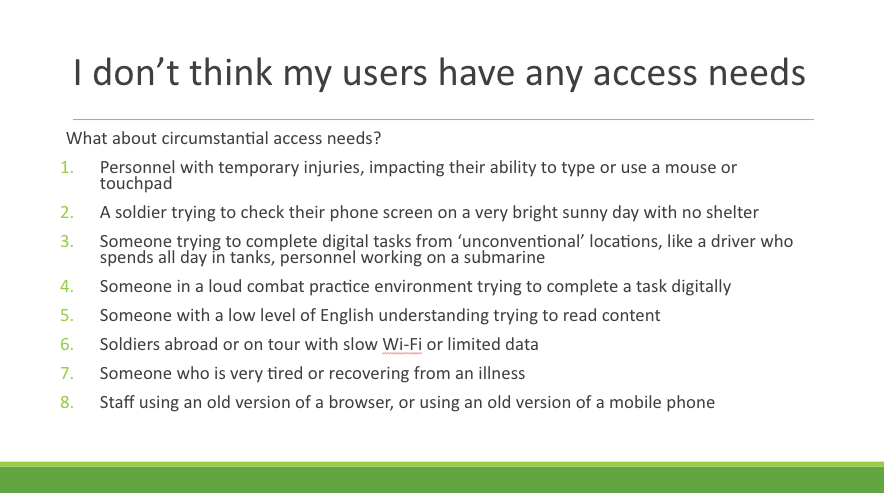 I don’t think my users have any access needs
What about circumstantial access needs?
1. Personnel with temporary injuries, impacting their ability to type or use a mouse or
touchpad
2. A soldier trying to check their phone screen on a very bright sunny day with no shelter
3. Someone trying to complete digital tasks from ‘unconventional’ locations, like a driver who
spends all day in tanks, personnel working on a submarine
4. Someone in a loud combat practice environment trying to complete a task digitally
5. Someone with a low level of English understanding trying to read content
6. Soldiers abroad or on tour with slow Wi-Fi or limited data
7. Someone who is very tired or recovering from an illness
8. Staff using an old version of a browser, or using an old version of a mobile phone